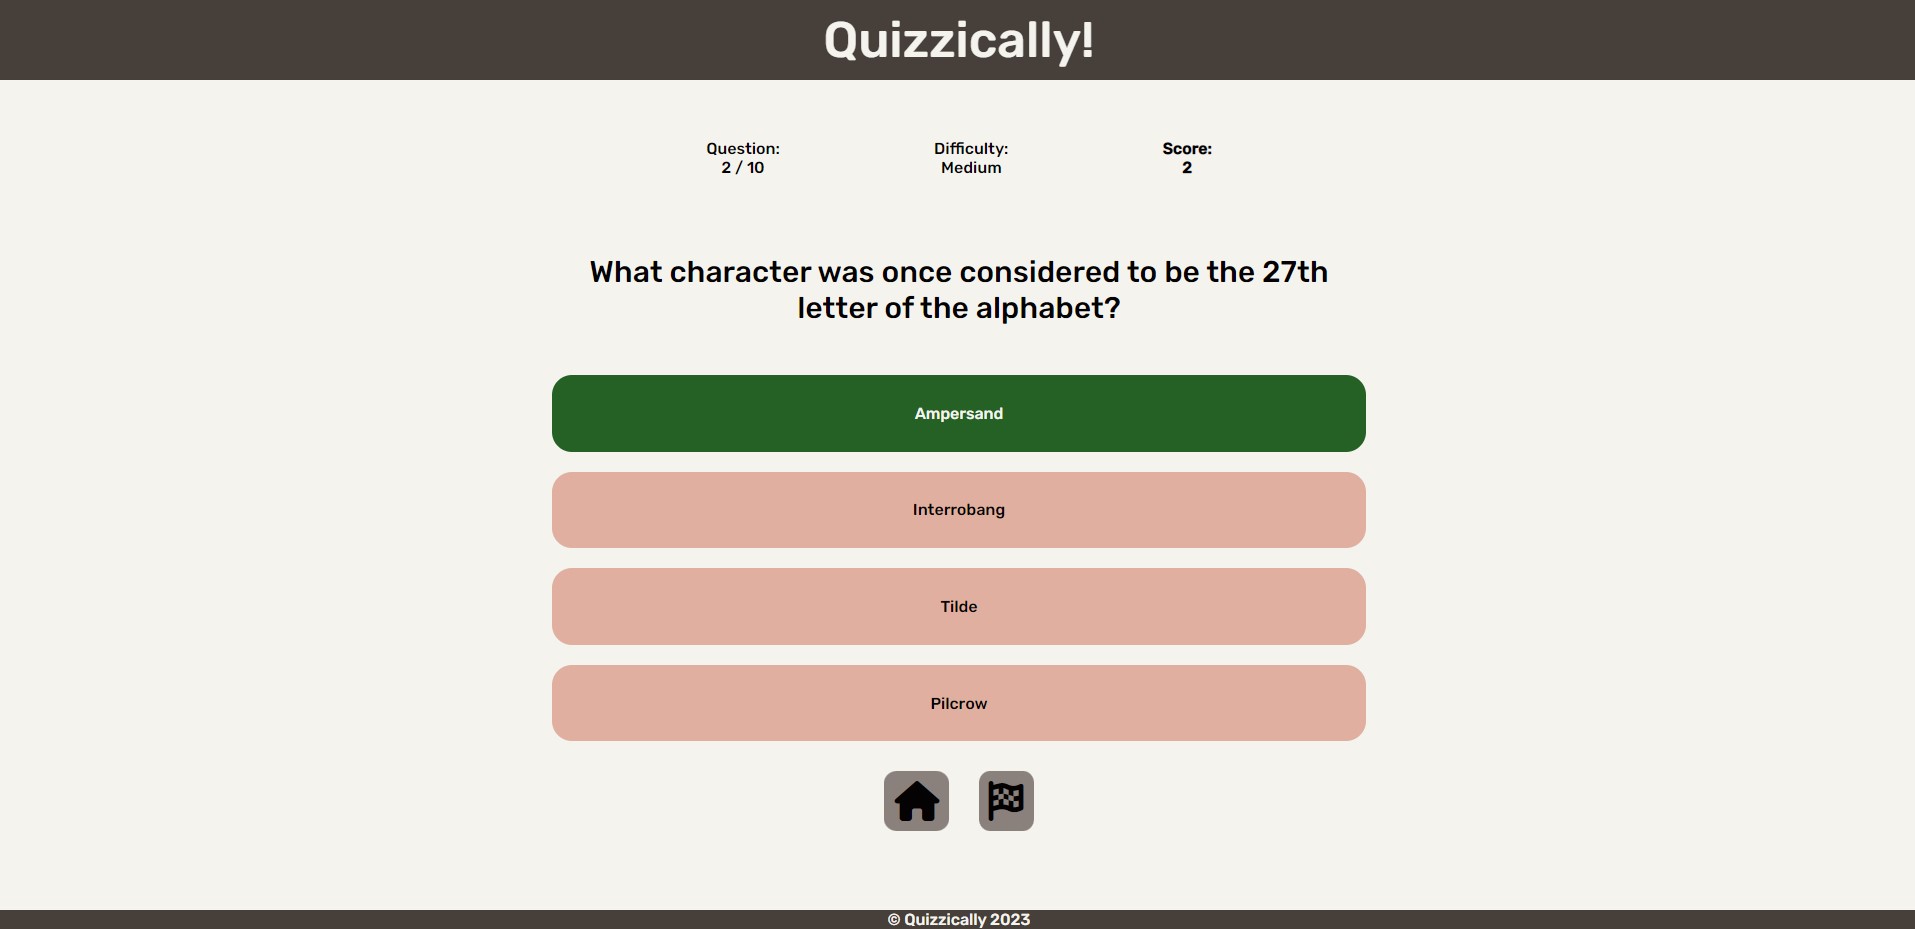 Quizzically!
Question:
2 / 10
Difficulty:
Medium
Score:
2
What character was once considered to be the 27th
letter of the alphabet?
Ampersand
Interrobang
Tilde
Pilcrow
© Quizzically 2023